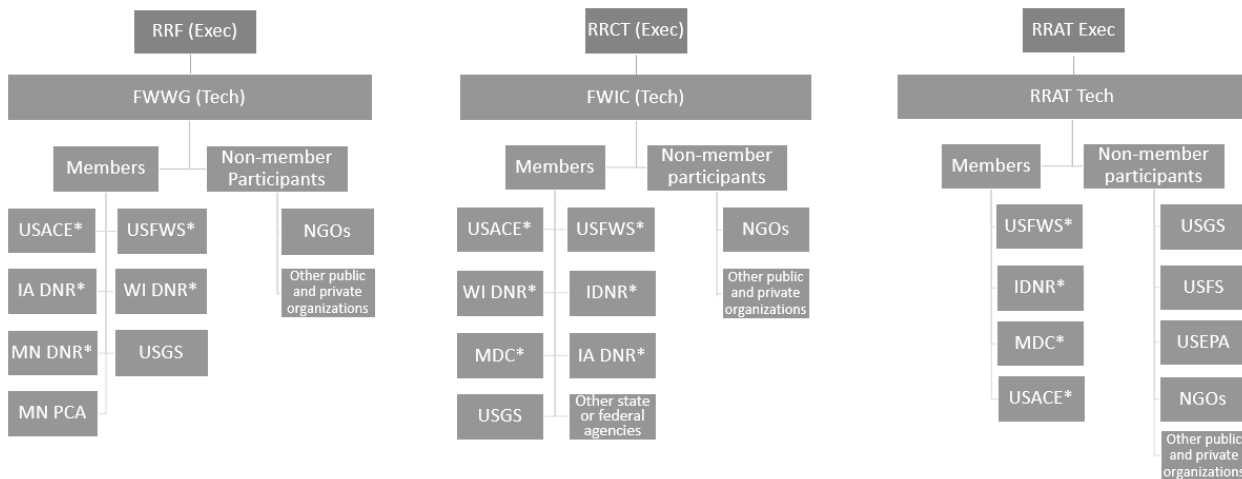 RRF (Exec)
FWWG (Tech)
Members
Non-member
Participants
USACE*
USFWS*
NGOs
IA DNR*
WI DNR*
Other public
and private
organizations
MN DNR*
USGS
MN PCA
RRCT (Exec)
FWIC (Tech)
Members
Non-member
participants
USACE*
USFWS*
NGOs
WI DNR*
IDNR*
Other public
and private
organizations
MDC*
IA DNR*
USGS
Other state
or federal
agencies
RRAT Exec
RRAT Tech
Members
Non-member
participants
USFWS*
USGS
IDNR*
USFS
MDC*
USEPA
USACE*
NGOs
Other public
and private
organizations